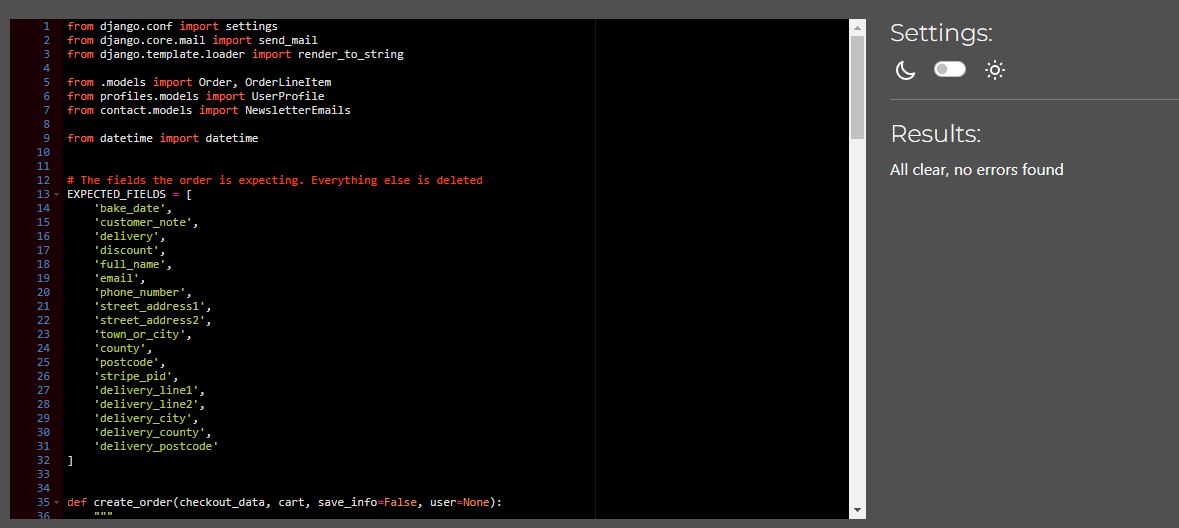 1 from django.conf import settings
2 from django.core.mail import send_mail
3 from django.template.loader import render_to_string
4
5 from .models import Order, OrderLineItem
6 from profiles.models import UserProfile
7 from contact.models import NewsletterEmails
8
9 from datetime import datetime
10
11
12 # The fields the order is expecting. Everything else is deleted
13 EXPECTED_FIELDS = [
14     'bake_date',
15     'customer_note',
16     'delivery',
17     'discount',
18     'full_name',
19     'email',
20     'phone_number',
21     'street_address1',
22     'street_address2',
23     'town_or_city',
24     'county',
25     'postcode',
26     'stripe_pid',
27     'delivery_line1',
28     'delivery_line2',
29     'delivery_city',
30     'delivery_county',
31     'delivery_postcode'
32 ]
33
34
35 def create_order(checkout_data, cart, save_info=False, user=None):
36     """
Settings:
Results:
All clear, no errors found